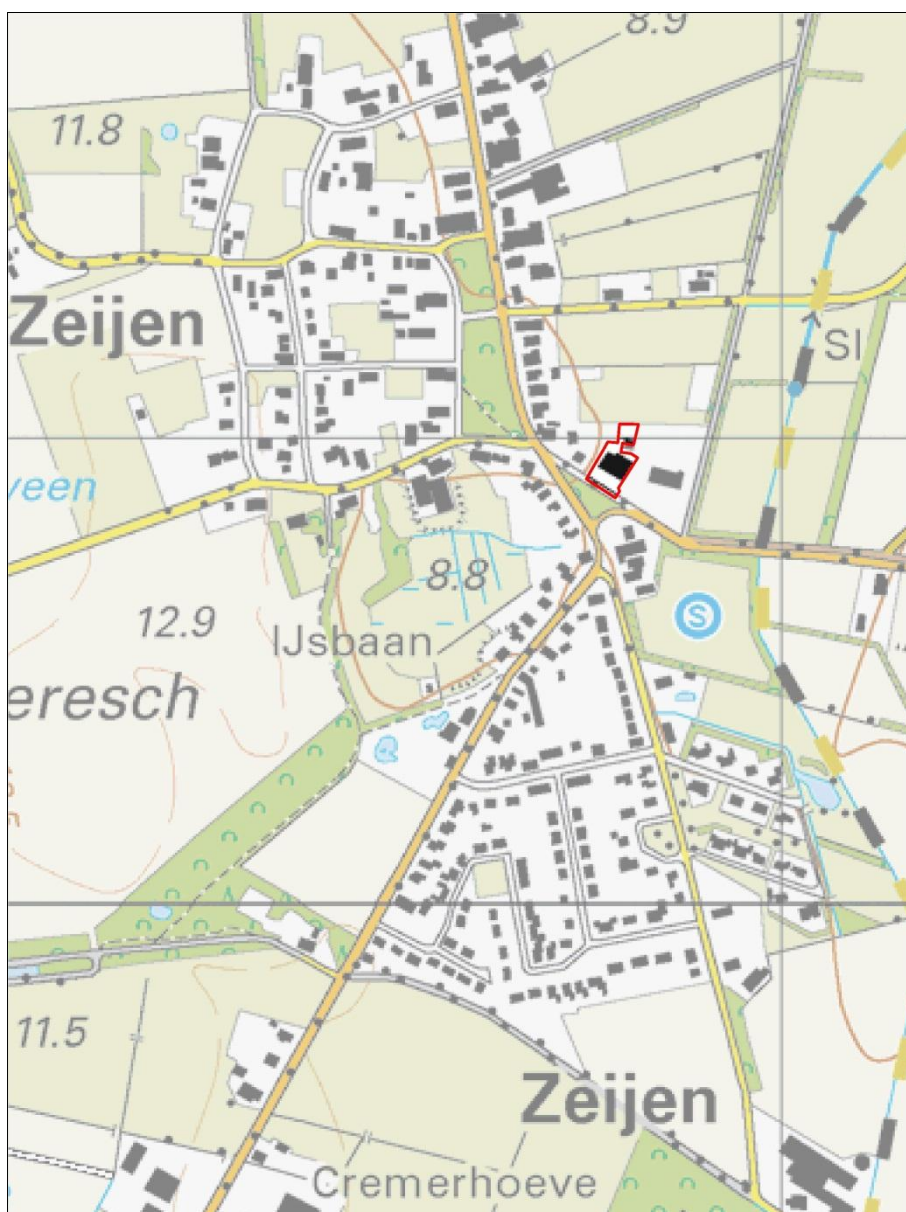 8.9
11.8
Zeijen
Sl
veen
8.8
12.9
IJsbaan
S
eresch
11.5
Zeijen
Cremerhoeve